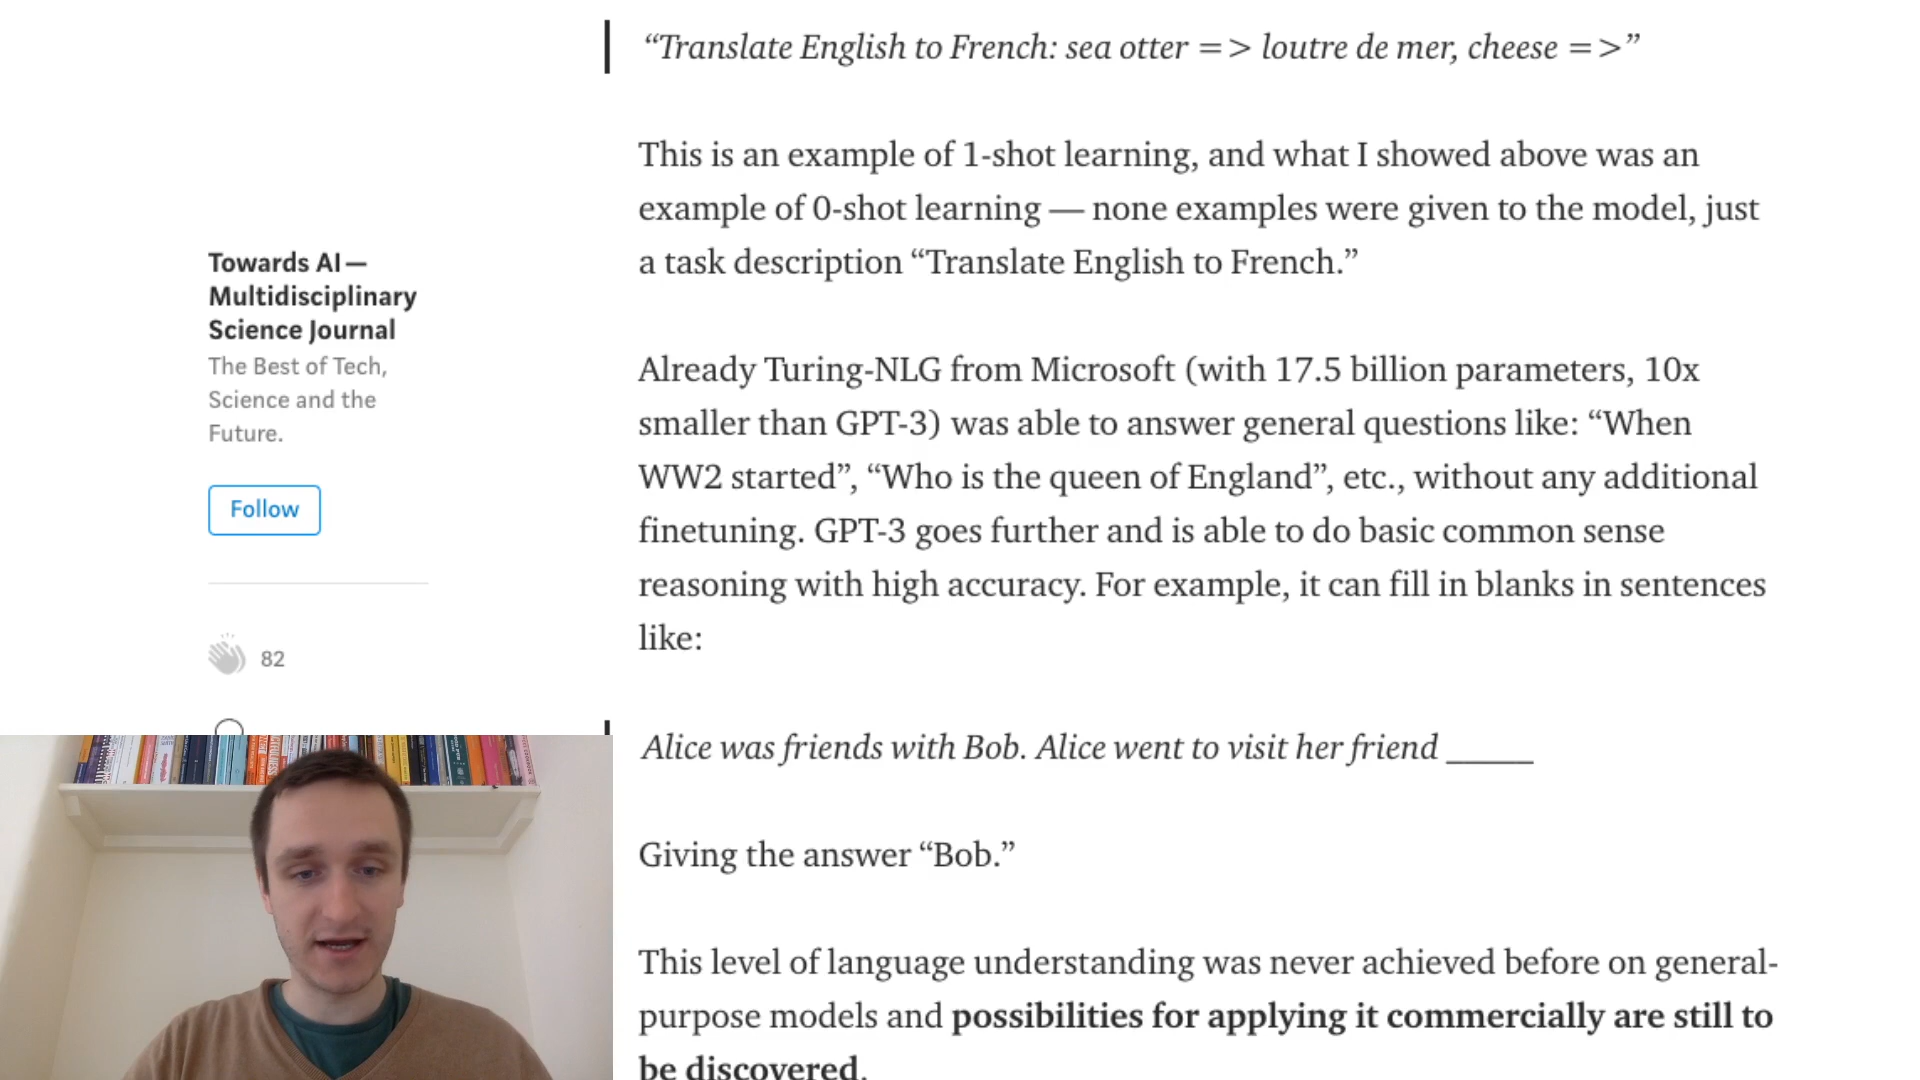 “Translate English to French: sea otter => loutre de mer, cheese =>”
This is an example of 1-shot learning, and what I showed above was an
example of 0-shot learning — none examples were given to the model, just
a task description “Translate English to French.”
Towards AI —
Multidisciplinary
Science Journal
The Best of Tech,
Science and the
Future.
Follow
82
Already Turing-NLG from Microsoft (with 17.5 billion parameters, 10x
smaller than GPT-3) was able to answer general questions like: “When
WW2 started”, “Who is the queen of England”, etc., without any additional
finetuning. GPT-3 goes further and is able to do basic common sense
reasoning with high accuracy. For example, it can fill in blanks in sentences
like:
Alice was friends with Bob. Alice went to visit her friend _____
Giving the answer “Bob.”
This level of language understanding was never achieved before on general-
purpose models and possibilities for applying it commercially are still to
be discovered.